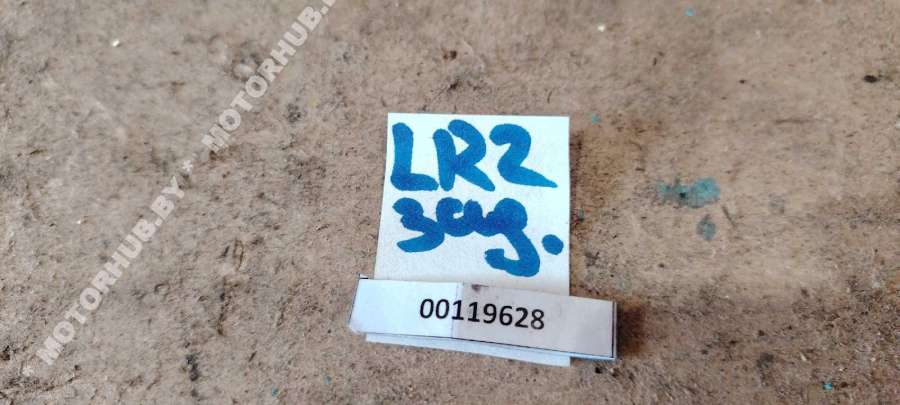 MOTORHUB.BY * MOTORHUB.BY
LR2
зад.
00119628